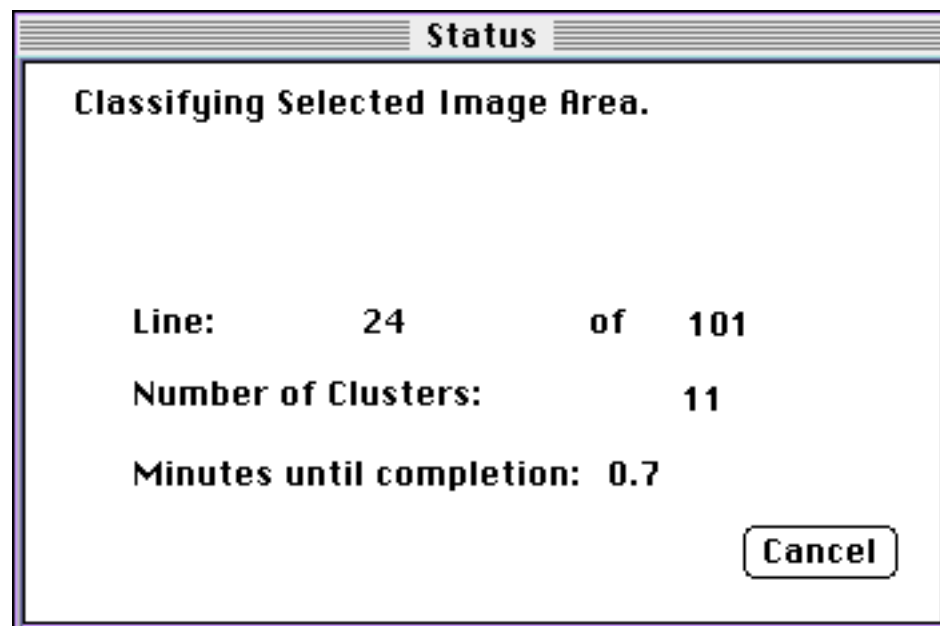 Status
Classifying Selected Image Area.
Line: 24 of 101
Number of Clusters: 11
Minutes until completion: 0.7
Cancel